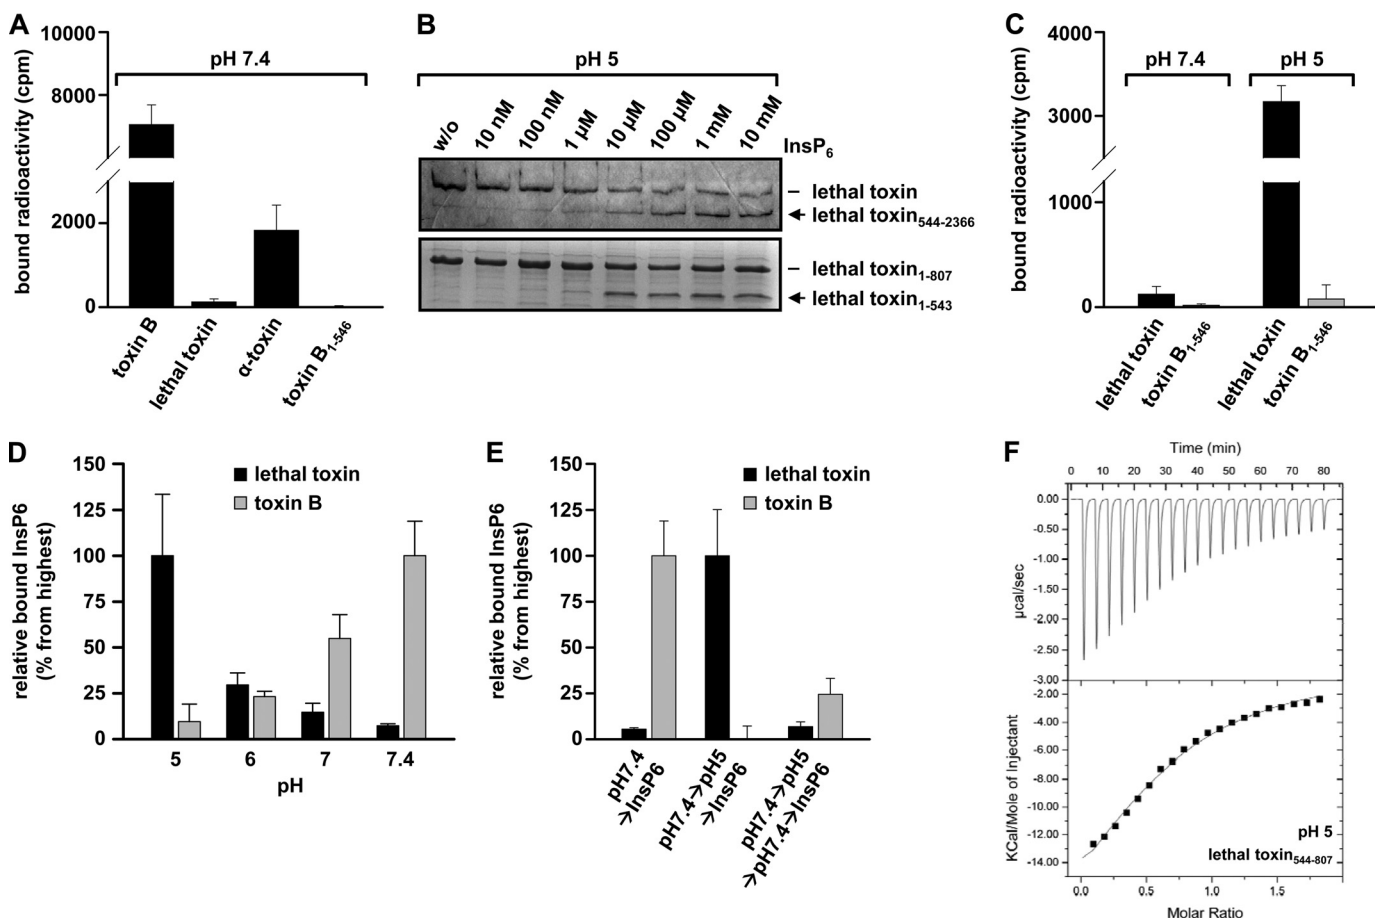 A
10000
8000
2000
0
bound radioactivity (cpm)
pH 7.4
toxin B
lethal toxin
α-toxin
toxin B1-546
B
pH 5
w/o
10 nM
100 nM
1 µM
10 µM
100 µM
1 mM
10 mM
InsP6
lethal toxin
lethal toxin544-2366
lethal toxin1-807
lethal toxin1-543
C
4000
3000
1000
0
bound radioactivity (cpm)
pH 7.4
pH 5
lethal toxin
toxin B1-546
lethal toxin
toxin B1-546
D
150
125
100
75
50
25
0
relative bound InsP6
(% from highest)
lethal toxin
toxin B
5
6
7
7.4
pH
E
150
125
100
75
50
25
0
relative bound InsP6
(% from highest)
lethal toxin
toxin B
pH7.4
→InsP6
pH7.4→pH5
→InsP6
pH7.4→pH5
→pH7.4→InsP6
F
Time (min)
0 10 20 30 40 50 60 70 80
0.00
-0.50
-1.00
-1.50
-2.00
-2.50
-3.00
µcal/sec
-2.00
-4.00
-6.00
-8.00
-10.00
-12.00
-14.00
KCal/Mole of Injectant
pH 5
lethal toxin544-807
0.0 0.5 1.0 1.5
Molar Ratio